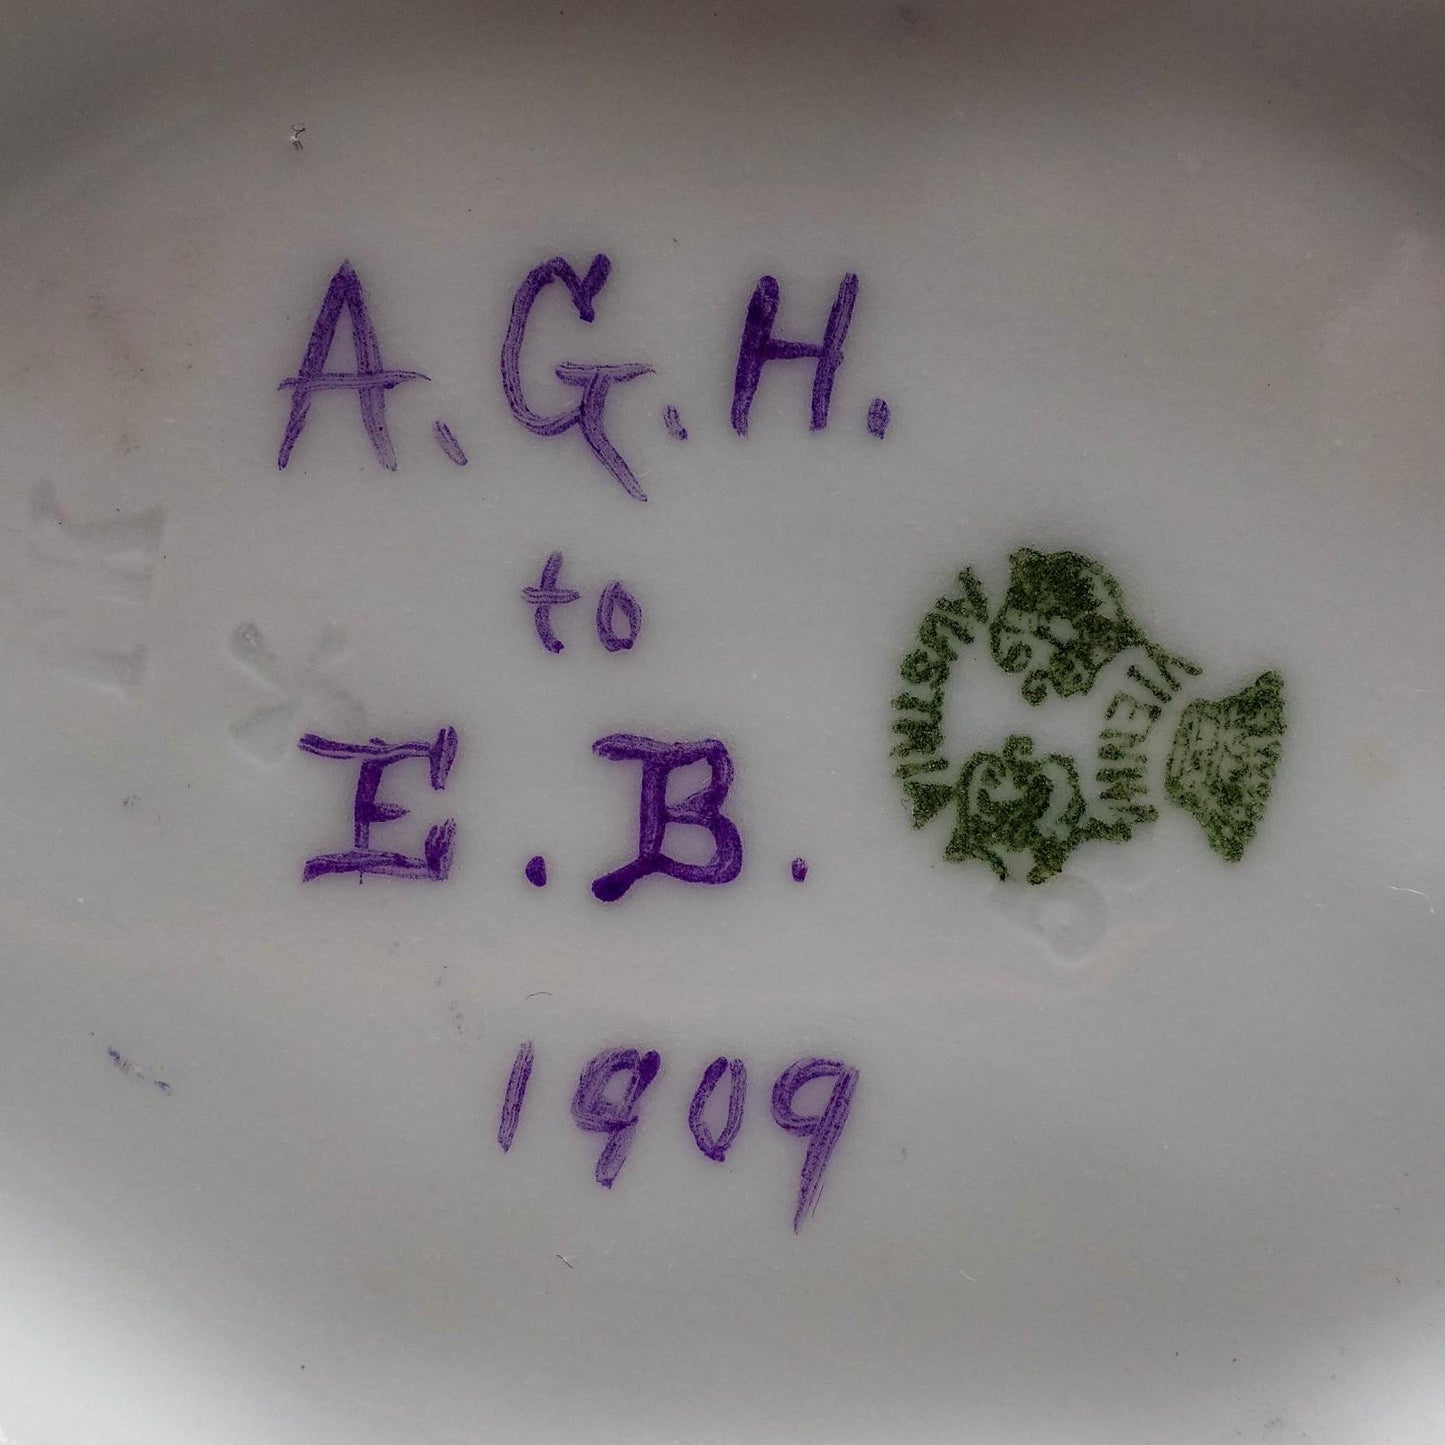 A.G.H.
to
E.B.
1909
VIENNA
AUSTRIA